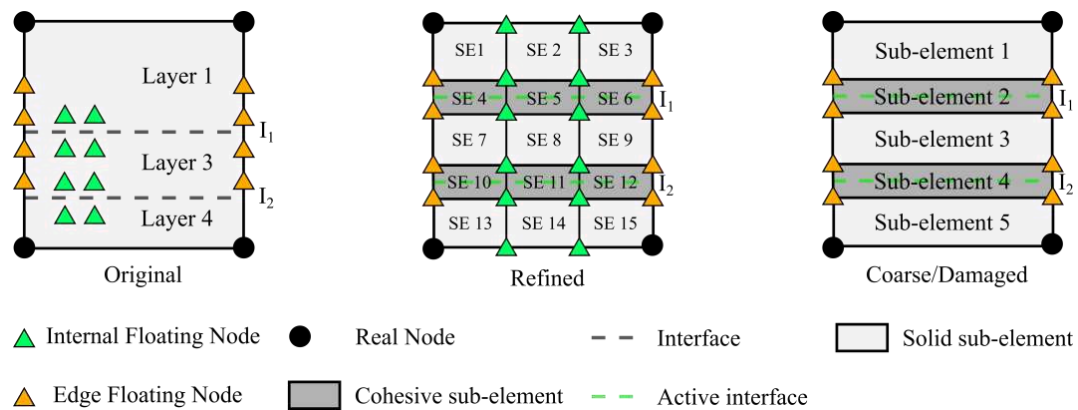 Layer 1
I1
Layer 3
I2
Layer 4
Original
SE1 SE 2 SE 3
SE 4 SE 5 SE 6 I1
SE 7 SE 8 SE 9
SE 10 SE 11 SE 12 I2
SE 13 SE 14 SE 15
Refined
Sub-element 1
Sub-element 2 I1
Sub-element 3
Sub-element 4 I2
Sub-element 5
Coarse/Damaged
Internal Floating Node Real Node Interface Solid sub-element
Edge Floating Node Cohesive sub-element Active interface